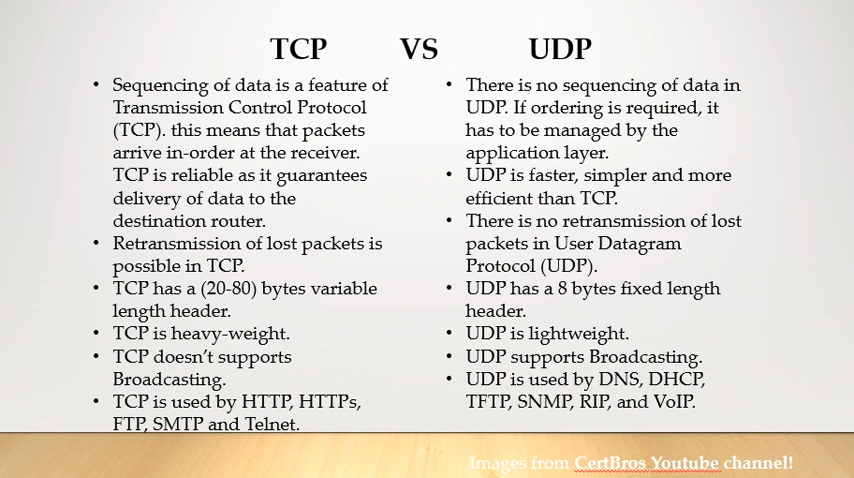 TCP VS UDP
• Sequencing of data is a feature of
Transmission Control Protocol
(TCP). this means that packets
arrive in-order at the receiver.
TCP is reliable as it guarantees
delivery of data to the
destination router.
• Retransmission of lost packets is
possible in TCP.
• TCP has a (20-80) bytes variable
length header.
• TCP is heavy-weight.
• TCP doesn’t supports
Broadcasting.
• TCP is used by HTTP, HTTPs,
FTP, SMTP and Telnet.
• There is no sequencing of data in
UDP. If ordering is required, it
has to be managed by the
application layer.
• UDP is faster, simpler and more
efficient than TCP.
• There is no retransmission of lost
packets in User Datagram
Protocol (UDP).
• UDP has a 8 bytes fixed length
header.
• UDP is lightweight.
• UDP supports Broadcasting.
• UDP is used by DNS, DHCP,
TFTP, SNMP, RIP, and VoIP.
Images from CertBros Youtube channel!